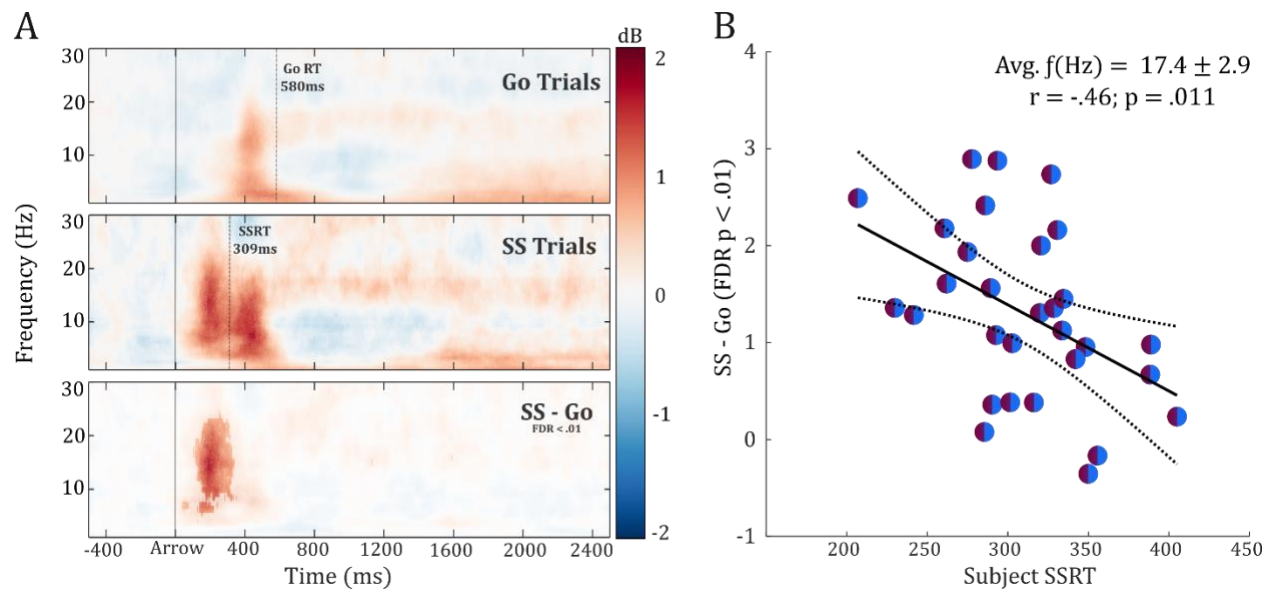 A
dB
30
20
10
Go RT
580ms
Go Trials
30
20
10
SSRT
309ms
SS Trials
30
20
10
SS - Go
FDR < .01
Frequency (Hz)
-400
Arrow
400
800
1200
1600
2000
2400
Time (ms)
2
1
0
-1
-2
B
Avg. ƒ(Hz) = 17.4 ± 2.9
r = -.46; p = .011
SS - Go (FDR p < .01)
4
3
2
1
0
-1
200
250
300
350
400
450
Subject SSRT